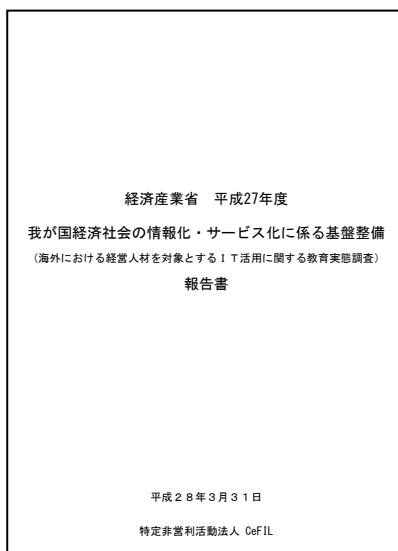 経済産業省　平成27年度
我が国経済社会の情報化・サービス化に係る基盤整備
（海外における経営人材を対象とするＩＴ活用に関する教育実態調査）
報告書
平成２８年３月３１日
特定非営利活動法人 CeFIL